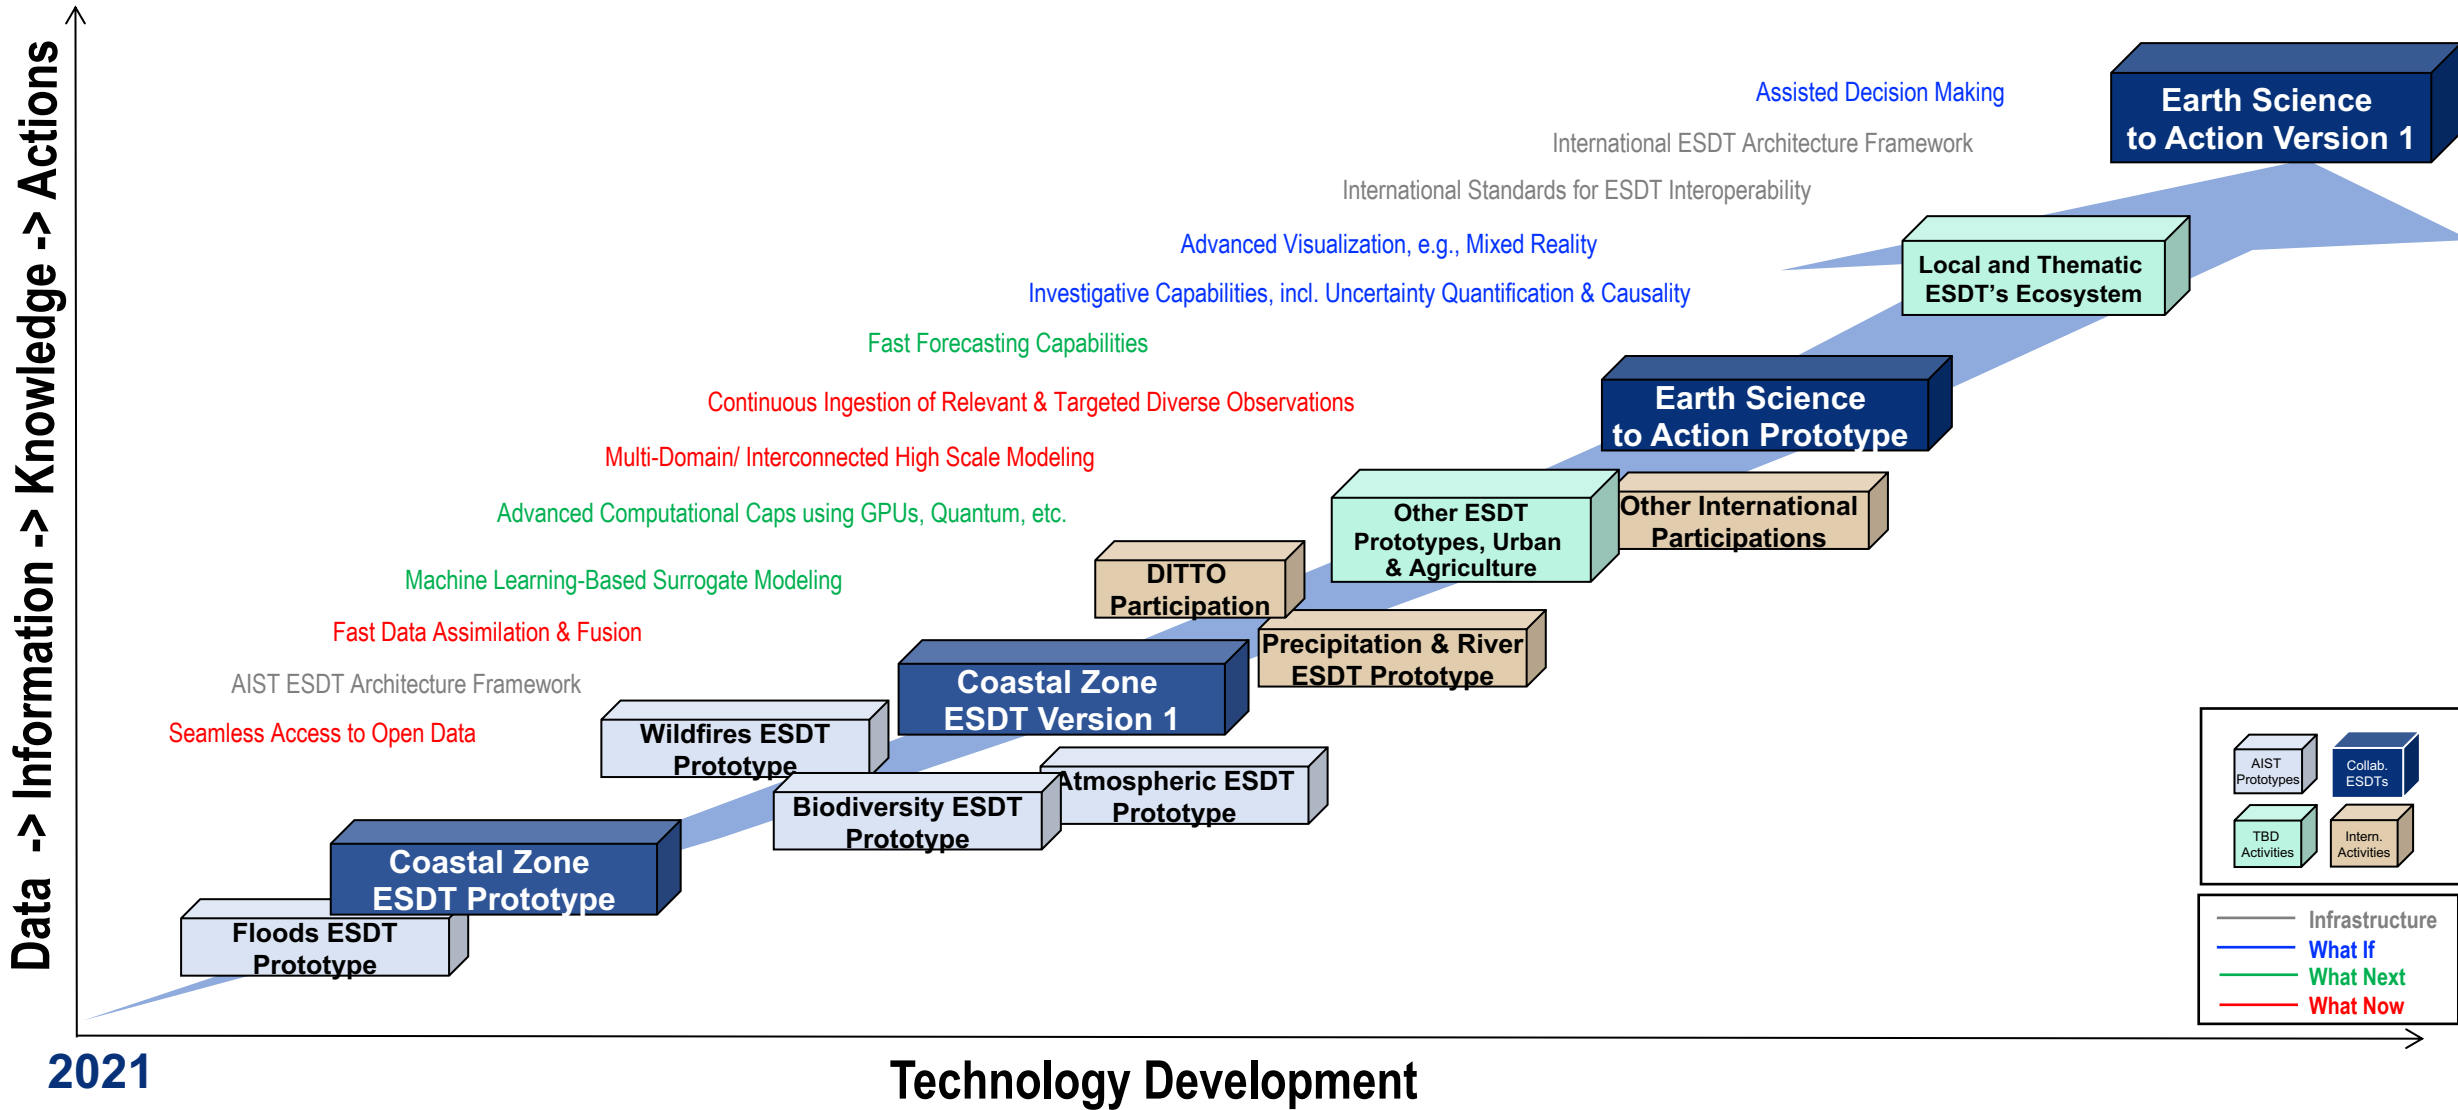 Data -> Information -> Knowledge -> Actions
Assisted Decision Making
International ESDT Architecture Framework
International Standards for ESDT Interoperability
Advanced Visualization, e.g., Mixed Reality
Investigative Capabilities, incl. Uncertainty Quantification & Causality
Fast Forecasting Capabilities
Continuous Ingestion of Relevant & Targeted Diverse Observations
Multi-Domain/ Interconnected High Scale Modeling
Advanced Computational Caps using GPUs, Quantum, etc.
Machine Learning-Based Surrogate Modeling
Fast Data Assimilation & Fusion
AIST ESDT Architecture Framework
Seamless Access to Open Data
Earth Science
to Action Version 1
Local and Thematic
ESDT's Ecosystem
Earth Science
to Action Prototype
Other International
Participations
Other ESDT
Prototypes, Urban
& Agriculture
DITTO
Participation
Precipitation & River
ESDT Prototype
Coastal Zone
ESDT Version 1
Wildfires ESDT
Prototype
Atmospheric ESDT
Prototype
Biodiversity ESDT
Prototype
Coastal Zone
ESDT Prototype
Floods ESDT
Prototype
AIST
Prototypes
Collab.
ESDTs
TBD
Activities
Intern.
Activities
Infrastructure
What If
What Next
What Now
2021
Technology Development